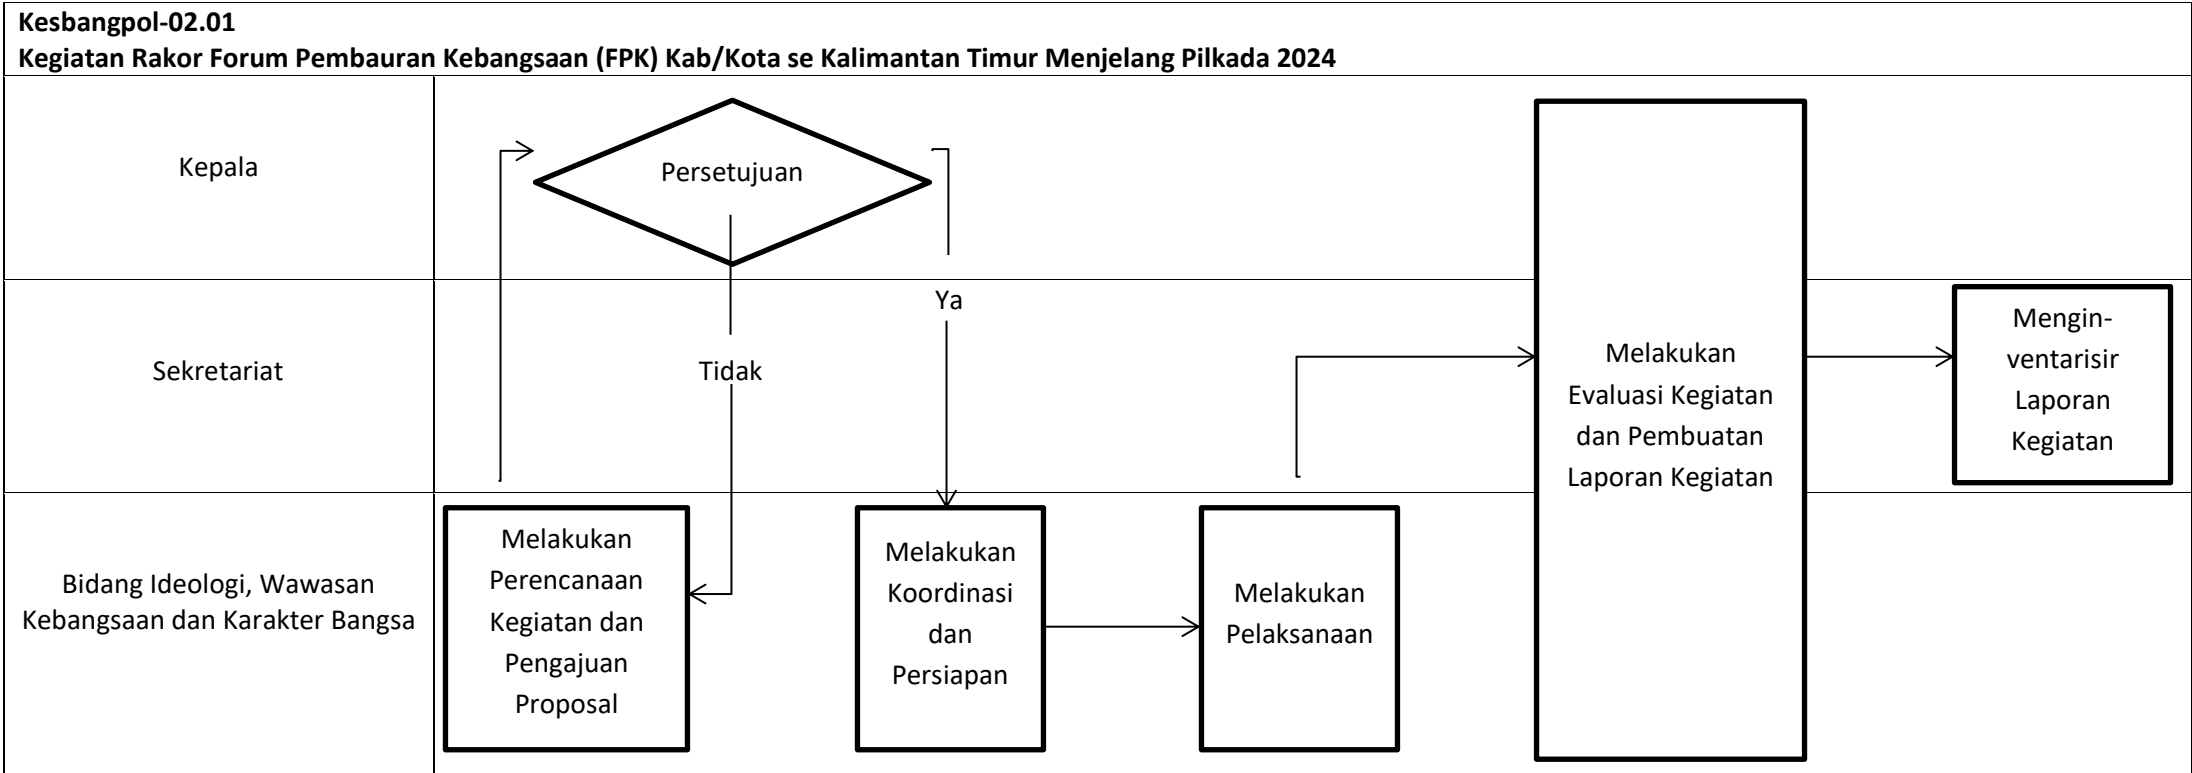 Kesbangpol-02.01
Kegiatan Rakor Forum Pembauran Kebangsaan (FPK) Kab/Kota se Kalimantan Timur Menjelang Pilkada 2024
Kepala
Persetujuan
Ya
Tidak
Sekretariat
Melakukan
Evaluasi Kegiatan
dan Pembuatan
Laporan Kegiatan
Mengin-
ventarisir
Laporan
Kegiatan
Bidang Ideologi, Wawasan
Kebangsaan dan Karakter Bangsa
Melakukan
Perencanaan
Kegiatan dan
Pengajuan
Proposal
Melakukan
Koordinasi
dan
Persiapan
Melakukan
Pelaksanaan